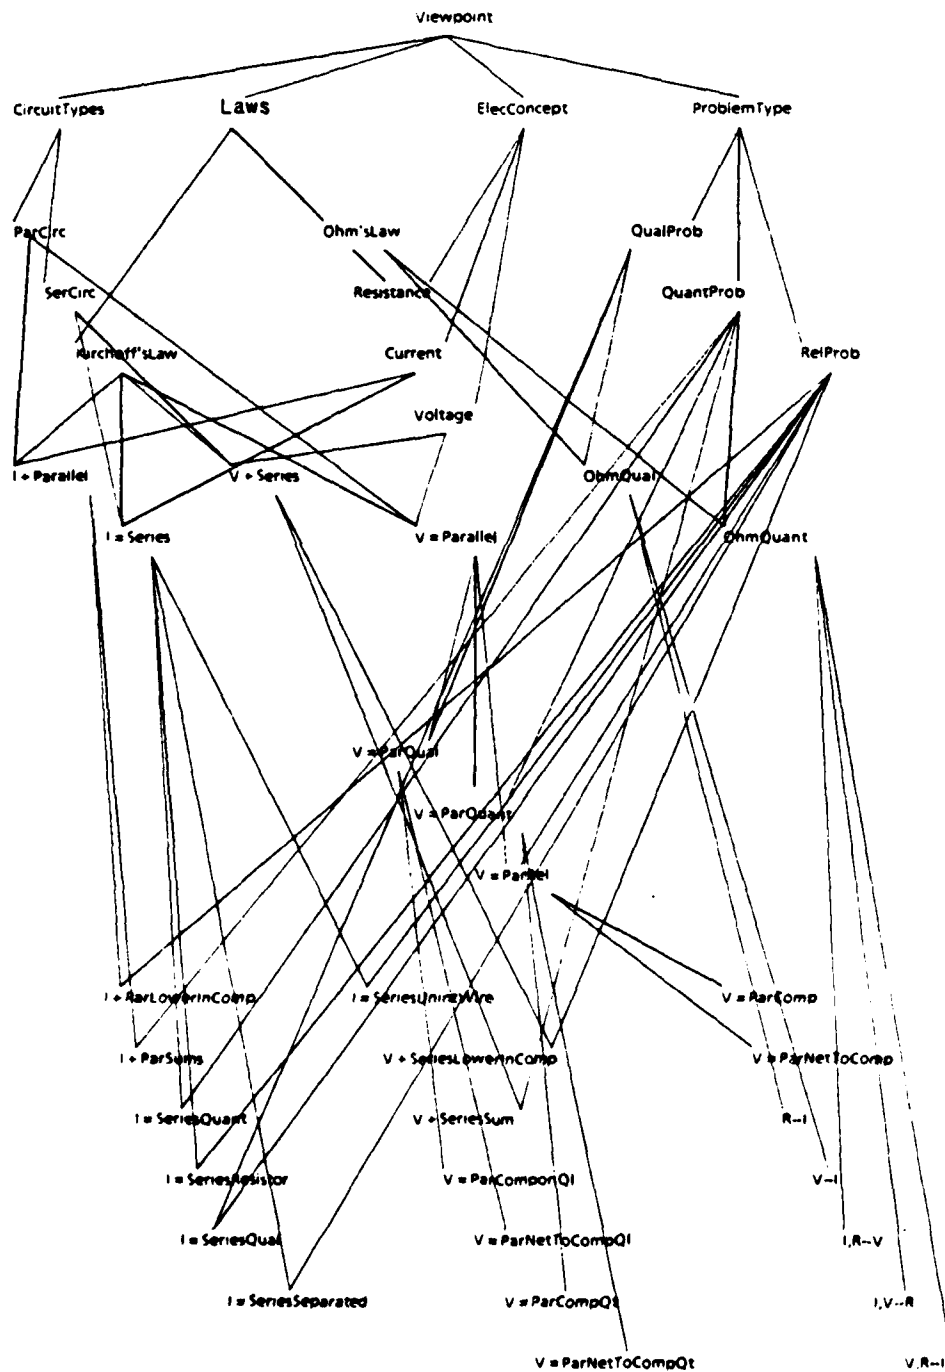 Viewpoint
CircuitTypes Laws ElecConcept ProblemType
ParCirc Ohm'sLaw QualProb
SerCirc Resistance QuantProb
Kirchoff'sLaw Current RelProb
Voltage
I + Parallel V + Series OhmQual
I = Series V = Parallel OhmQuant
V = ParQual
V = ParQuant
V = ParRel
I + ParLowerInComp I = SeriesUninttWire V = ParComp
I + ParSums V + SeriesLowerInComp V = ParNetToComp
I = SeriesQuant V + SeriesSum R--I
I = SeriesResistor V = ParComponQl V--I
I = SeriesQual V = ParNetToCompQl I,R--V
I = SeriesSeparated V = ParCompQt I,V--R
V = ParNetToCompQt V,R--I